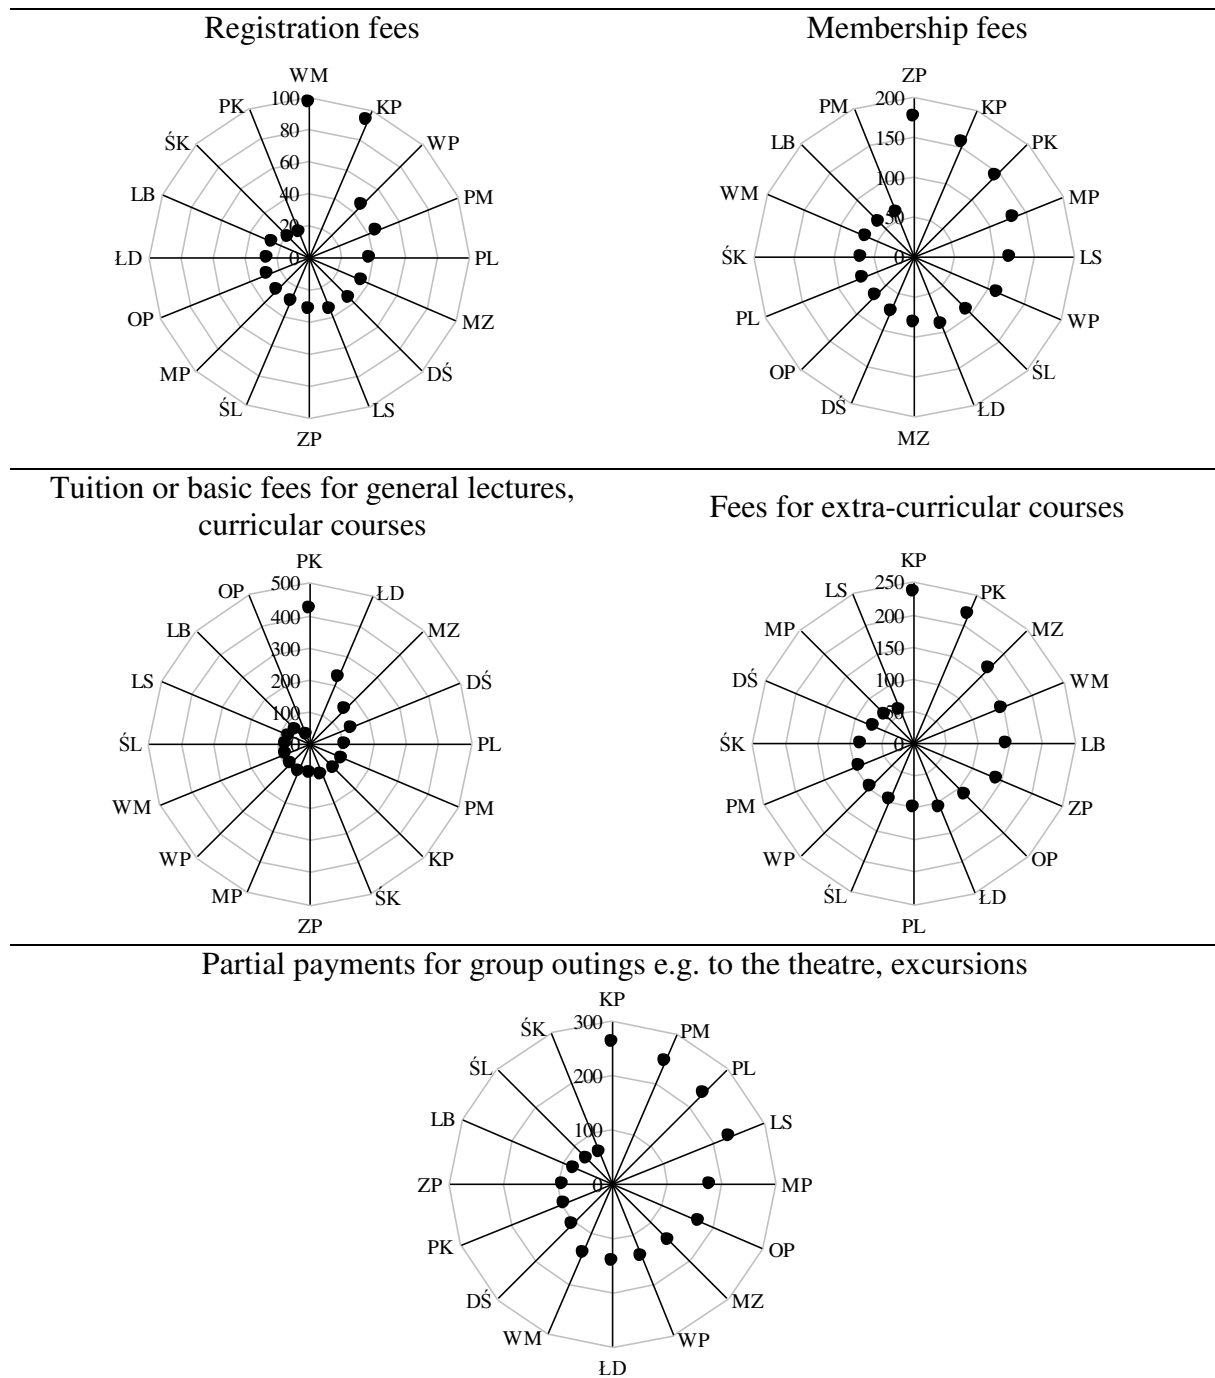 Registration fees
Membership fees
WM
100
PK
KP
80
ŚK
WP
60
LB
40
PM
20
ŁD
0
PL
OP
MZ
MP
DŚ
ŚL
LS
ZP
ZP
200
PM
KP
150
LB
PK
100
WM
MP
50
ŚK
0
LS
PL
WP
OP
ŚL
DŚ
ŁD
MZ
Tuition or basic fees for general lectures,
curricular courses
Fees for extra-curricular courses
PK
500
OP
ŁD
400
LB
MZ
300
LS
200
DŚ
100
ŚL
0
PL
WM
PM
WP
KP
MP
ŚK
ZP
KP
250
LS
PK
200
MP
MZ
150
DŚ
100
WM
50
ŚK
0
LB
PM
ZP
WP
OP
ŚL
ŁD
PL
Partial payments for group outings e.g. to the theatre, excursions
KP
300
ŚK
PM
ŚL
PL
200
LB
LS
100
ZP
0
MP
PK
OP
DŚ
MZ
WM
WP
ŁD